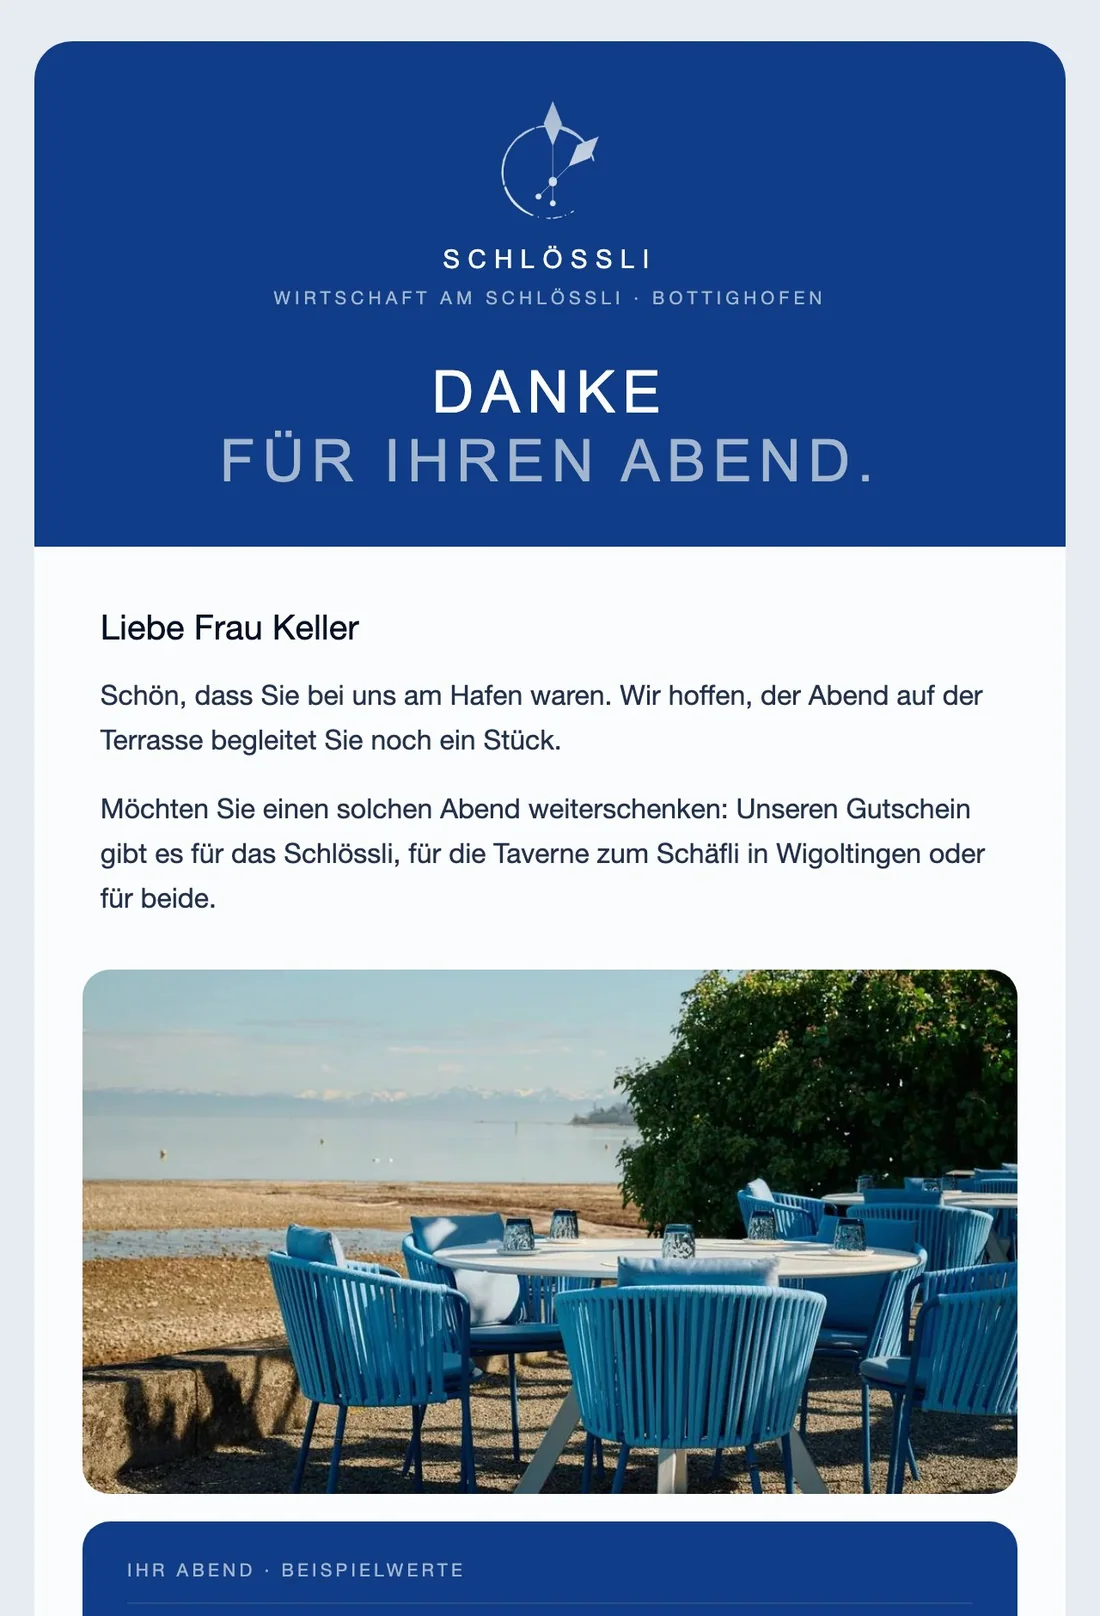 SCHLÖSSLI
WIRTSCHAFT AM SCHLÖSSLI · BOTTIGHOFEN
DANKE
FÜR IHREN ABEND.
Liebe Frau Keller
Schön, dass Sie bei uns am Hafen waren. Wir hoffen, der Abend auf der
Terrasse begleitet Sie noch ein Stück.
Möchten Sie einen solchen Abend weiterschenken: Unseren Gutschein
gibt es für das Schlössli, für die Taverne zum Schäfli in Wigoltingen oder
für beide.
IHR ABEND · BEISPIELWERTE